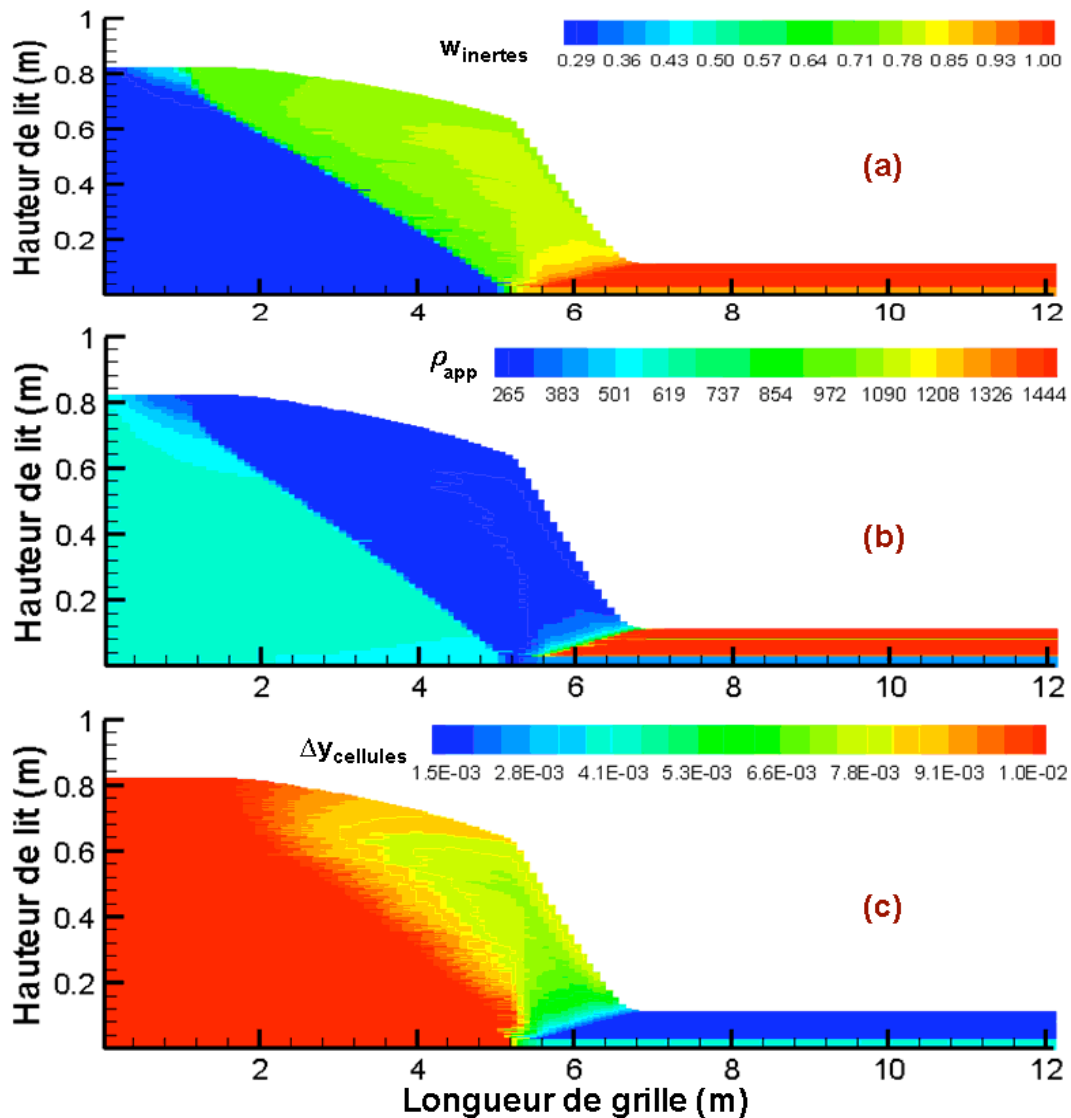 w inertes
0.29 0.36 0.43 0.50 0.57 0.64 0.71 0.78 0.85 0.93 1.00
Hauteur de lit (m)
1
0.8
0.6
0.4
0.2
(a)
2 4 6 8 10 12
ρ app
265 383 501 619 737 854 972 1090 1208 1326 1444
Hauteur de lit (m)
1
0.8
0.6
0.4
0.2
(b)
2 4 6 8 10 12
Δy cellules
1.5E-03 2.8E-03 4.1E-03 5.3E-03 6.6E-03 7.8E-03 9.1E-03 1.0E-02
Hauteur de lit (m)
1
0.8
0.6
0.4
0.2
(c)
2 4 6 8 10 12
Longueur de grille (m)